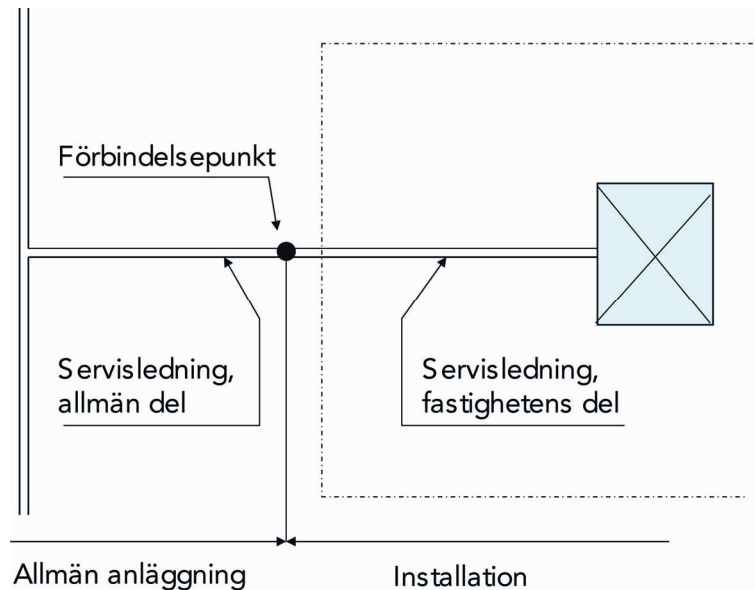 Förbindelsepunkt
Servisledning,
allmän del
Servisledning,
fastighetens del
Allmän anläggning
Installation